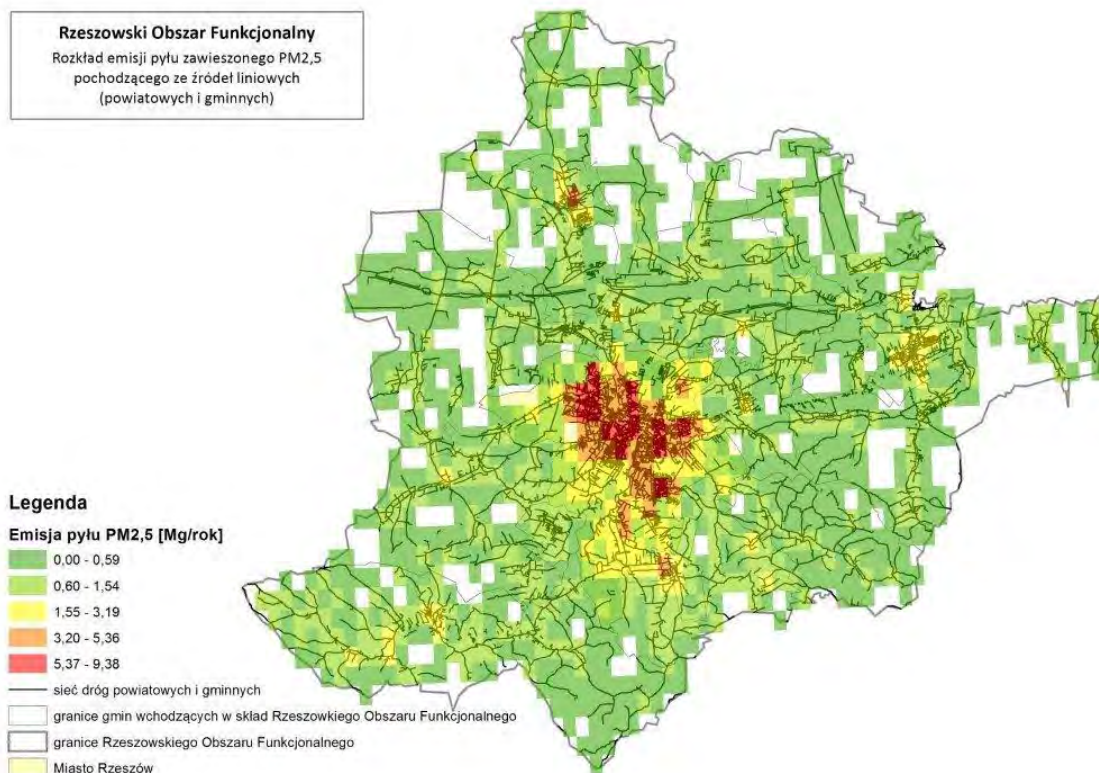 Rzeszowski Obszar Funkcjonalny
Rozkład emisji pyłu zawieszonego PM2,5
pochodzącego ze źródeł liniowych
(powiatowych i gminnych)
Legenda
Emisja pyłu PM2,5 [Mg/rok]
0,00 - 0,59
0,60 - 1,54
1,55 - 3,19
3,20 - 5,36
5,37 - 9,38
sieć dróg powiatowych i gminnych
granice gmin wchodzących w skład Rzeszowkiego Obszaru Funkcjonalnego
granice Rzeszowskiego Obszaru Funkcjonalnego
Miasto Rzeszów